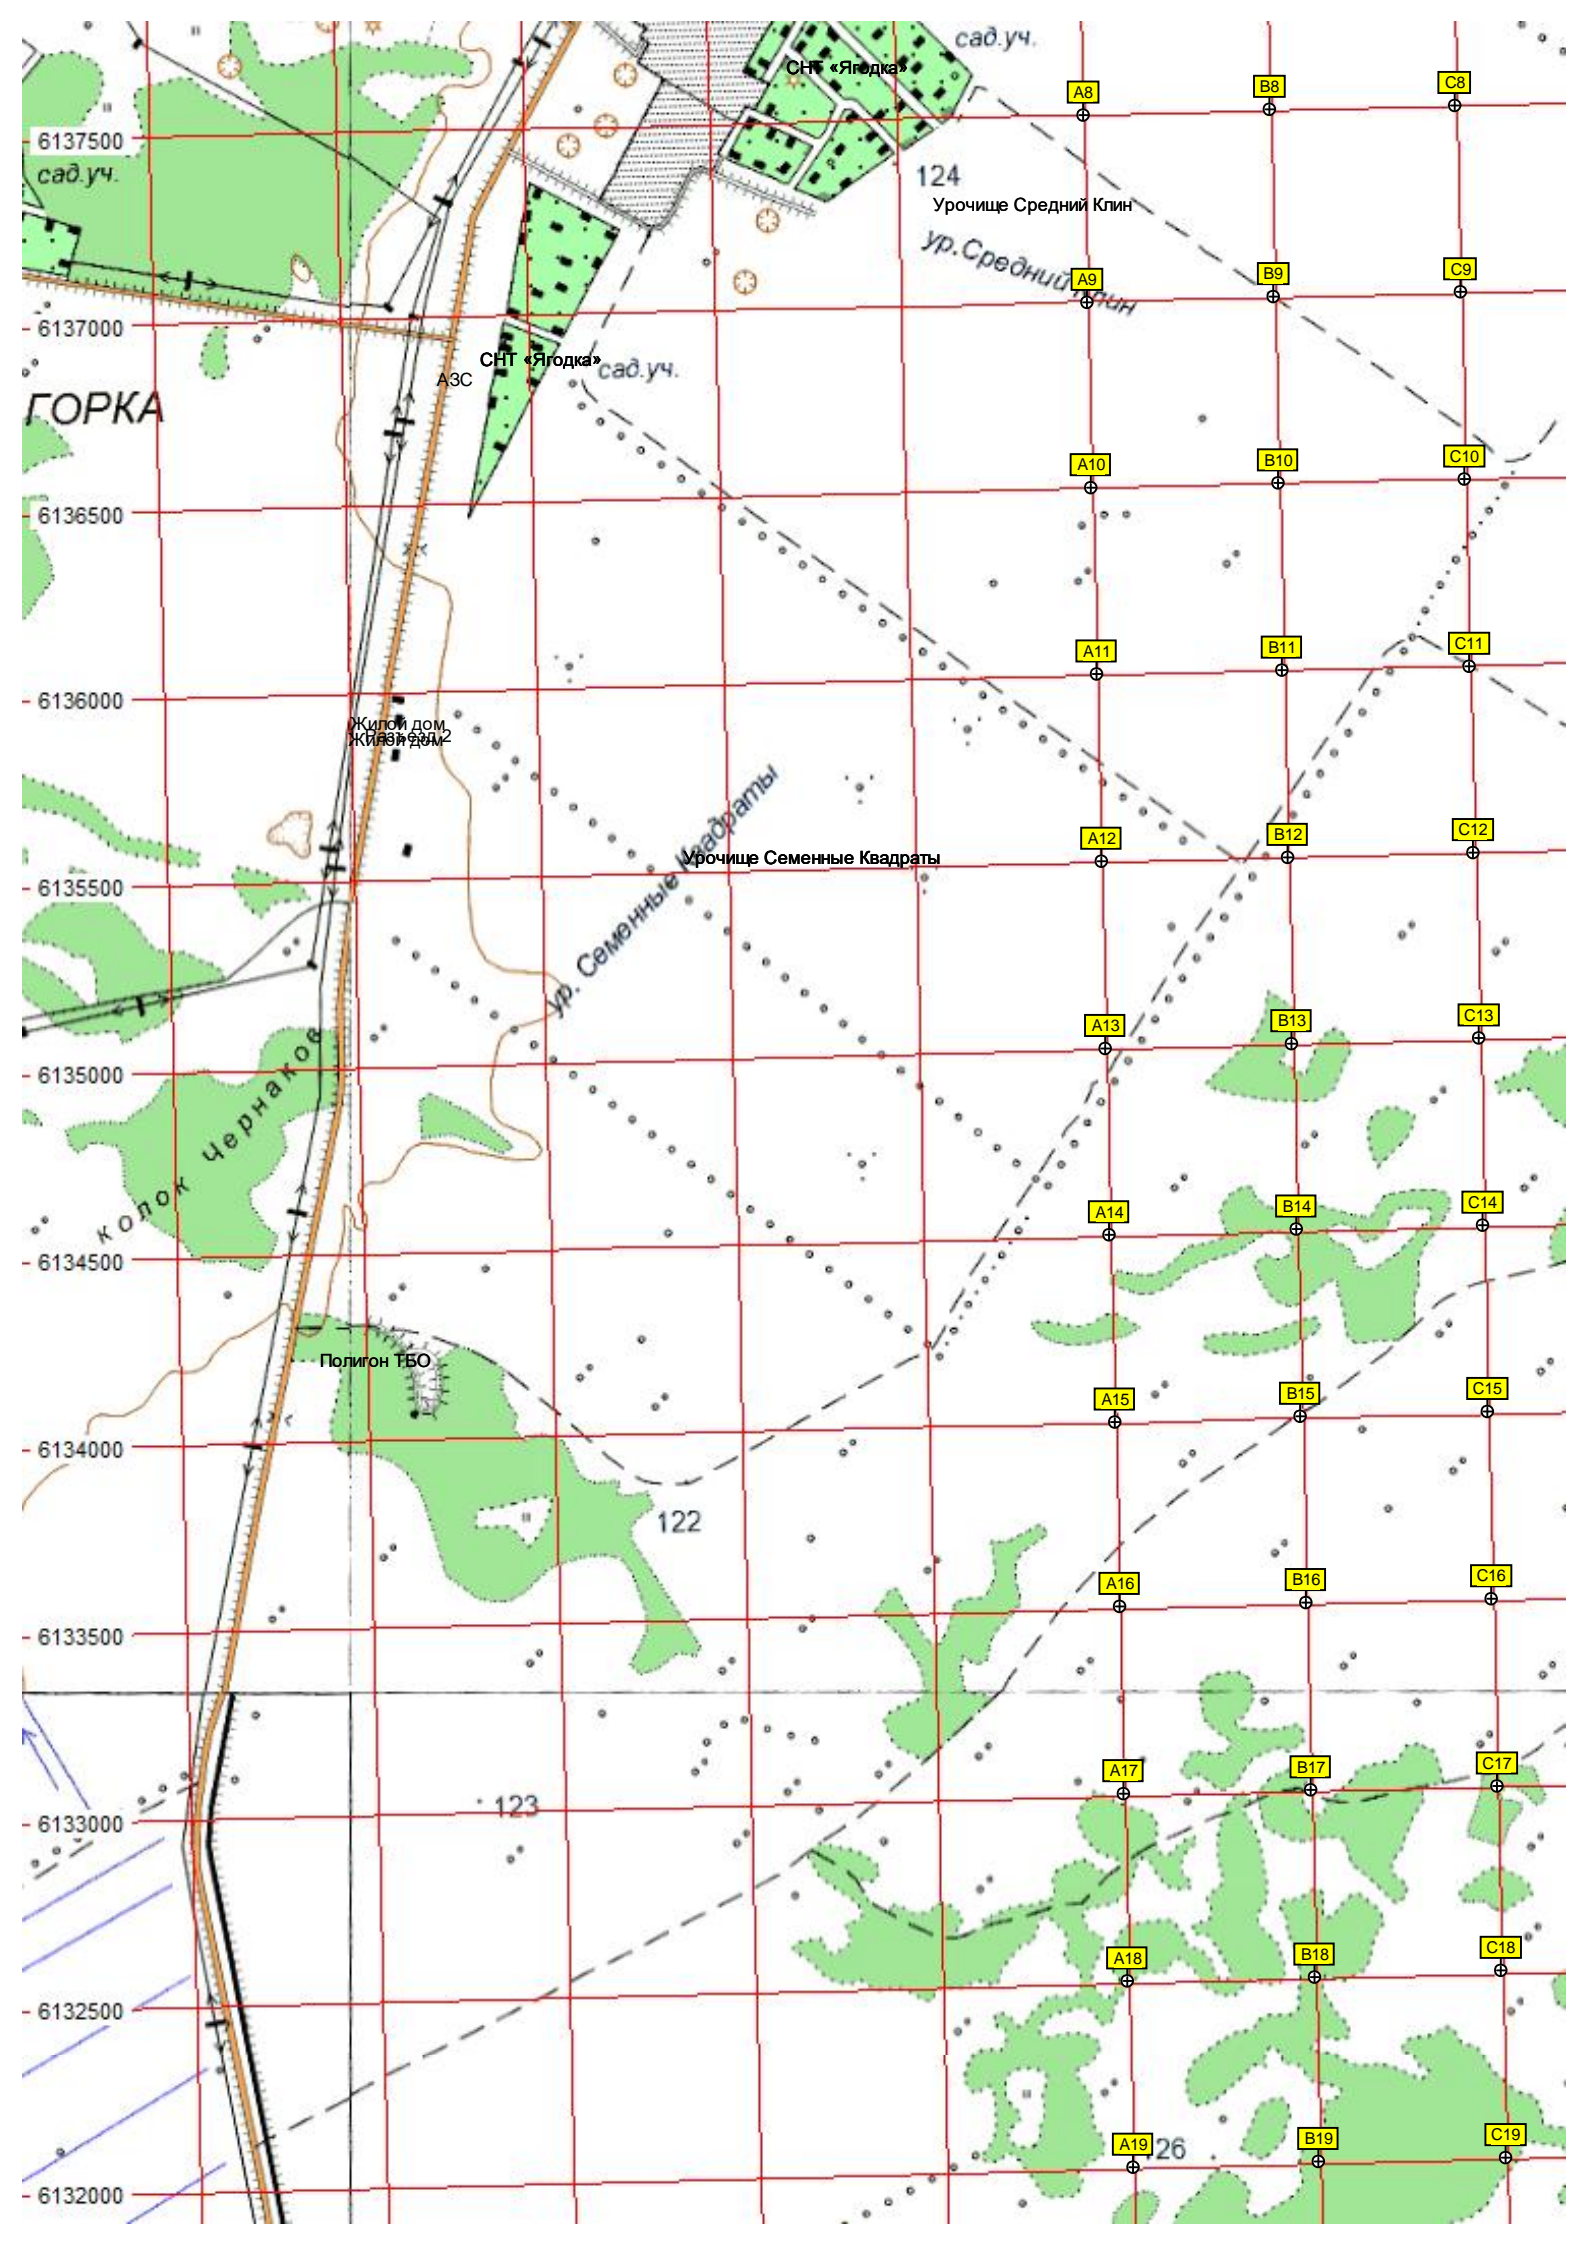 сад.уч.
СНТ «Ягодка»
A8
B8
C8
6137500
сад.уч.
124
Урочище Средний Клин
ур.Средний Клин
A9
B9
C9
6137000
СНТ «Ягодка»
сад.уч.
АЗС
ГОРКА
A10
B10
C10
6136500
A11
B11
C11
6136000
Жилой дом
Разъезд 2
Жилой дом
ур. Семенные Квадраты
Урочище Семенные Квадраты
A12
B12
C12
6135500
A13
B13
C13
6135000
колок Чернаков
A14
B14
C14
6134500
Полигон ТБО
A15
B15
C15
6134000
122
A16
B16
C16
6133500
A17
B17
C17
123
6133000
A18
B18
C18
6132500
A19
26
B19
C19
6132000